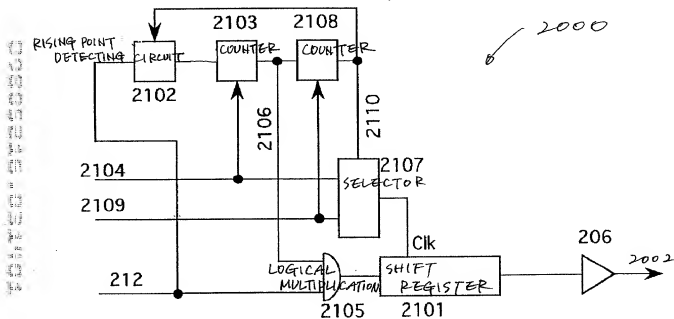 2000
2103
2108
RISING POINT
DETECTING CIRCUIT
COUNTER
COUNTER
2102
2106
2110
2104
2107
SELECTOR
2109
Clk
206
2002
212
LOGICAL
MULTIPLICATION
SHIFT
REGISTER
2105
2101